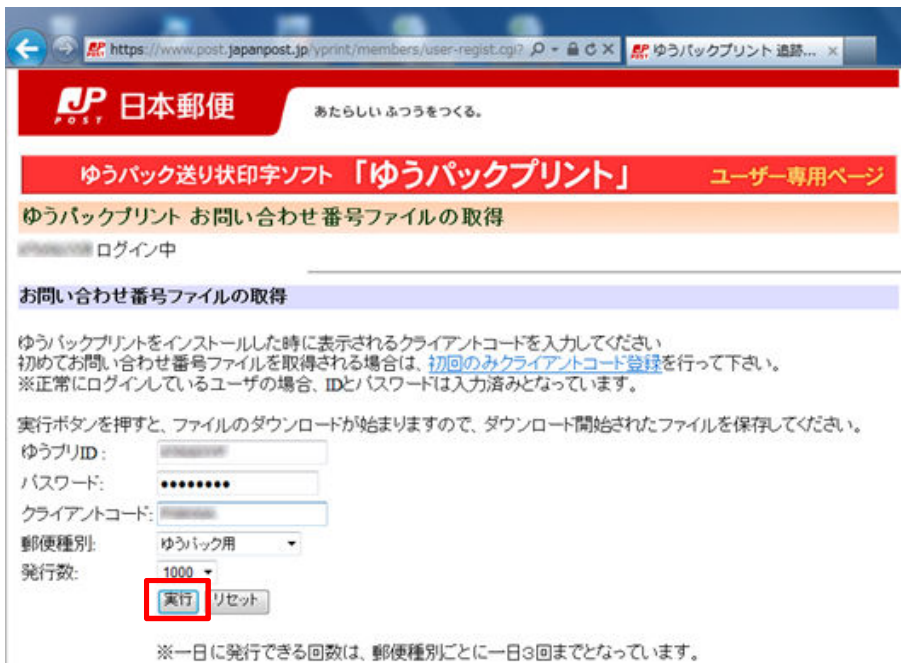 https://www.post.japanpost.jp/yprint/members/user-regist.cgi?
ゆうパックプリント 追跡...
JP
POST
日本郵便
あたらしい ふつうをつくる。
ゆうパック送り状印字ソフト 「ゆうパックプリント」 ユーザー専用ページ
ゆうパックプリント お問い合わせ番号ファイルの取得
ログイン中
お問い合わせ番号ファイルの取得
ゆうパックプリントをインストールした時に表示されるクライアントコードを入力してください
初めてお問い合わせ番号ファイルを取得される場合は、初回のみクライアントコード登録を行って下さい。
※正常にログインしているユーザの場合、IDとパスワードは入力済みとなっています。
実行ボタンを押すと、ファイルのダウンロードが始まりますので、ダウンロード開始されたファイルを保存してください。
ゆうプリID:
パスワード: ●●●●●●●●
クライアントコード:
郵便種別: ゆうパック用
発行数: 1000
実行 リセット
※一日に発行できる回数は、郵便種別ごとに一日3回までとなっています。